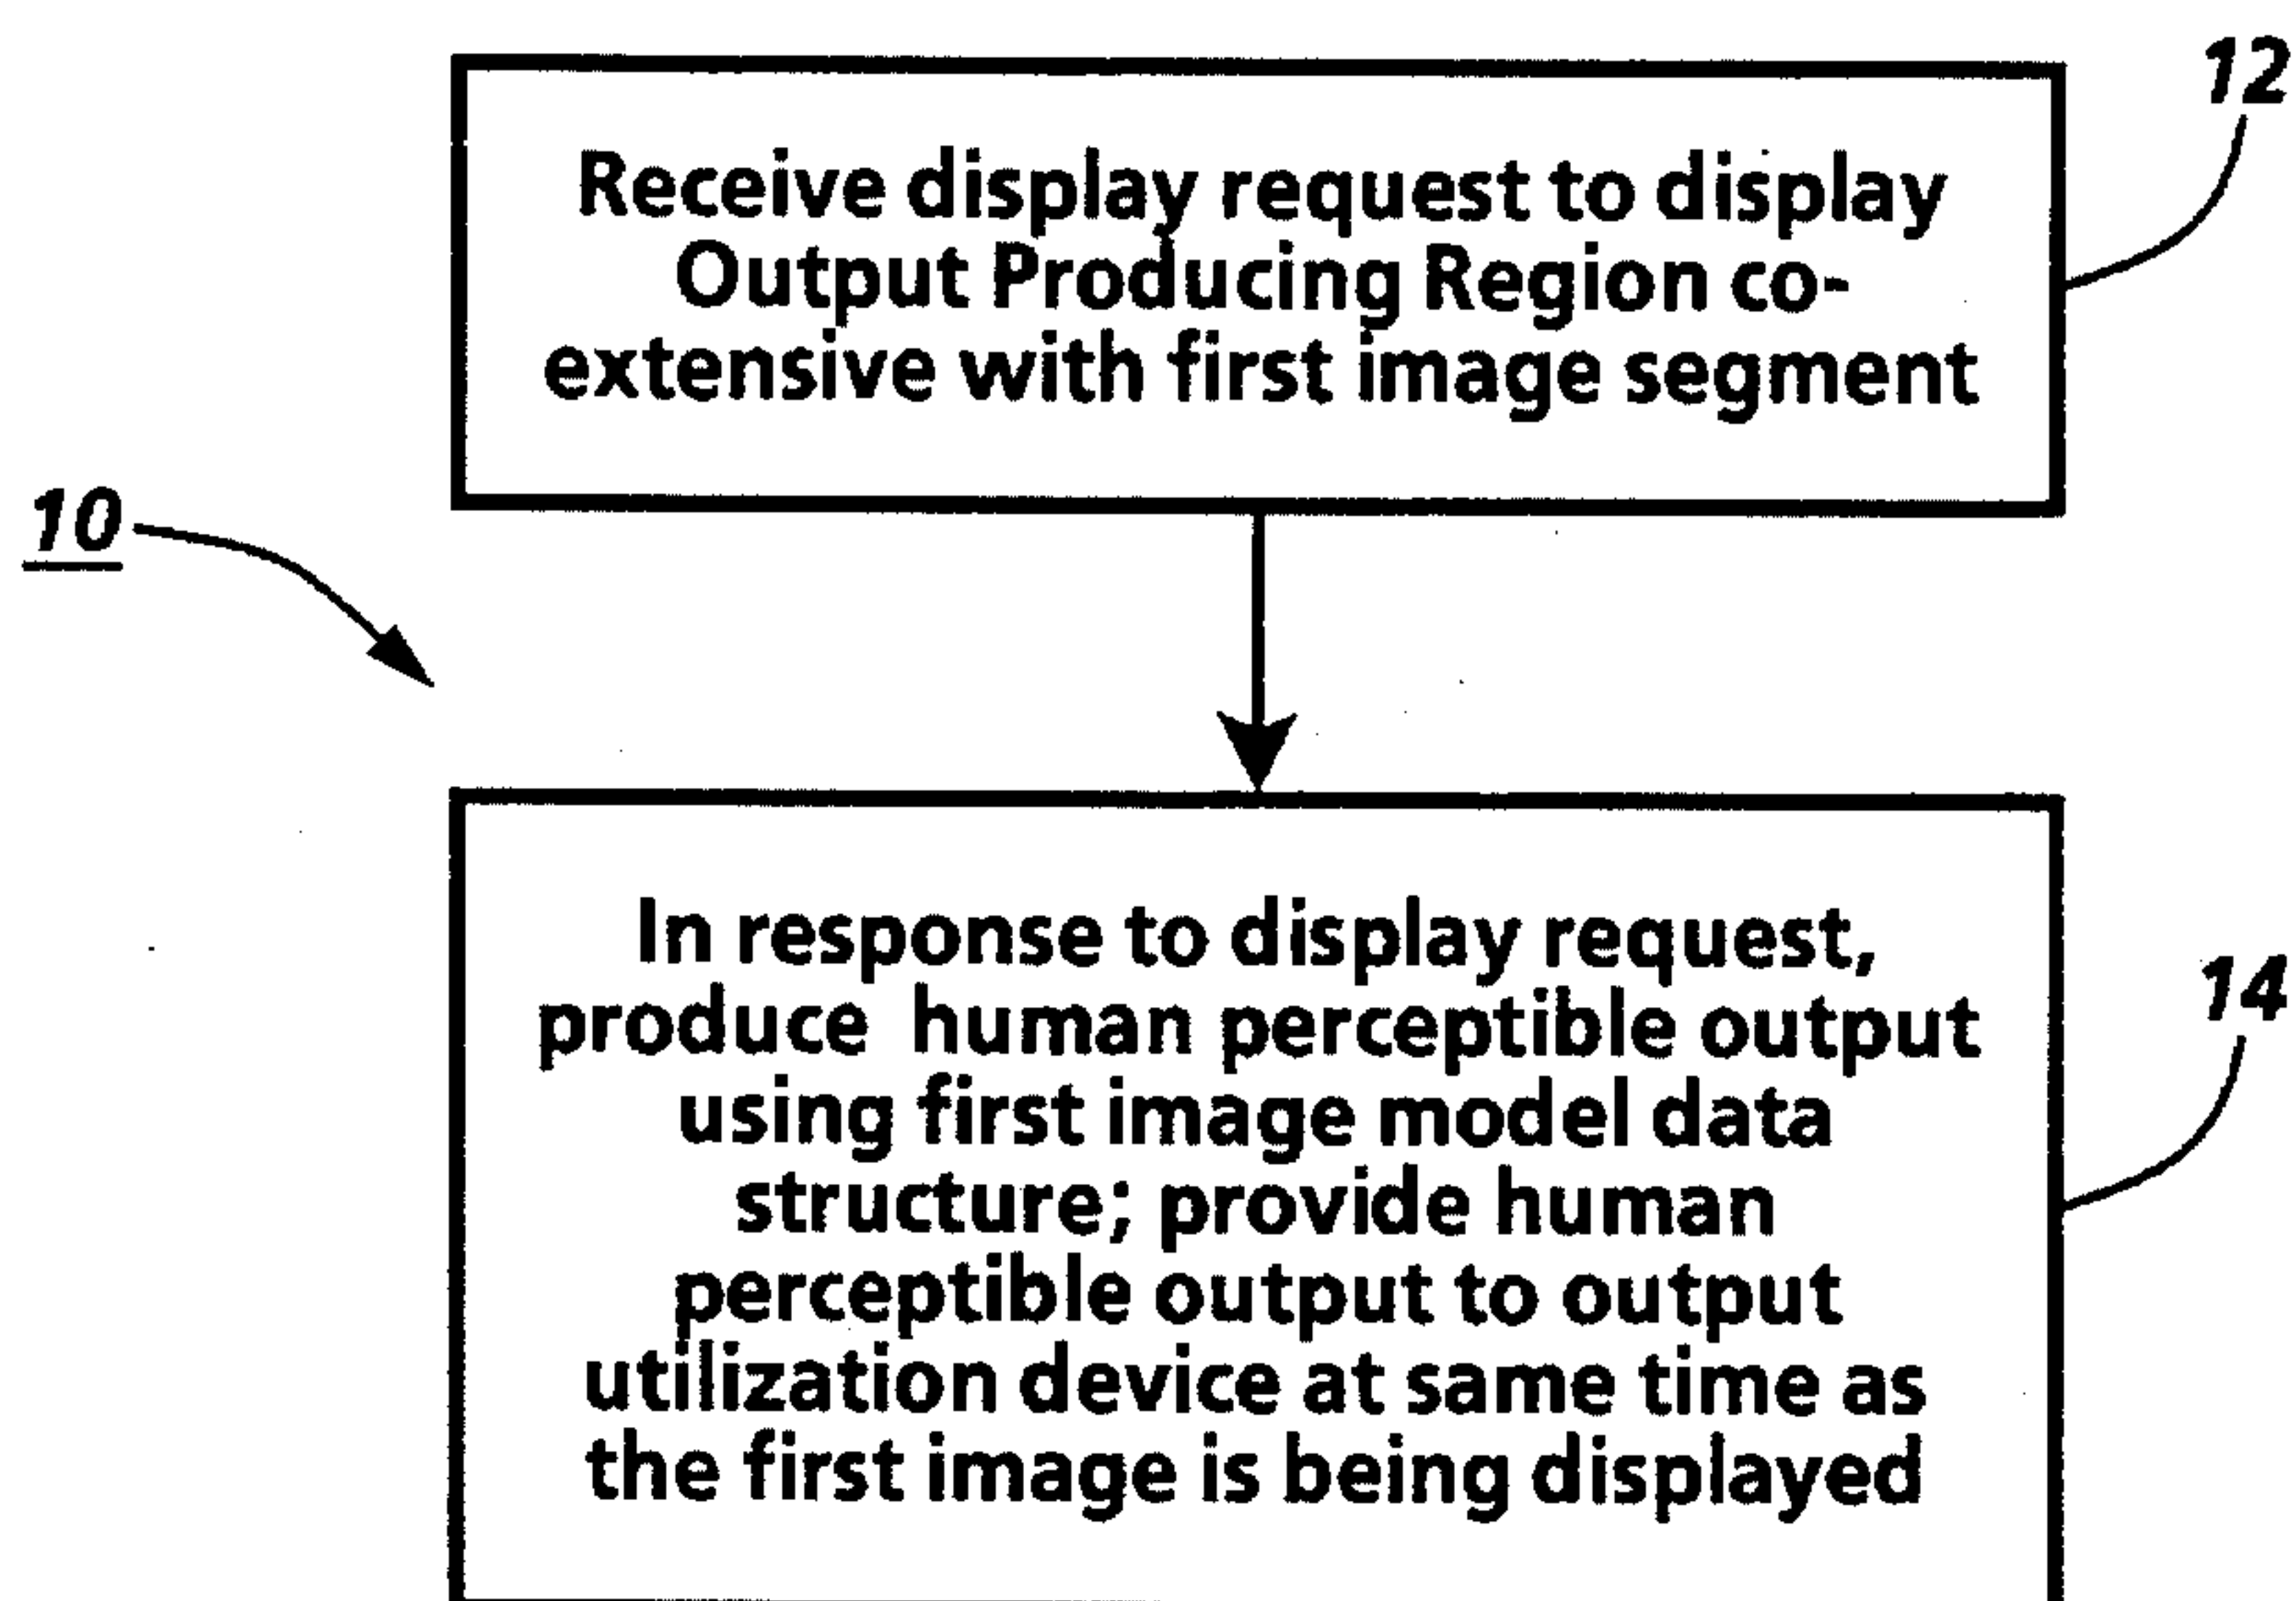 12
Receive display request to display
Output Producing Region co-
extensive with first image segment
10
In response to display request,
produce human perceptible output
using first image model data
structure; provide human
perceptible output to output
utilization device at same time as
the first image is being displayed
14